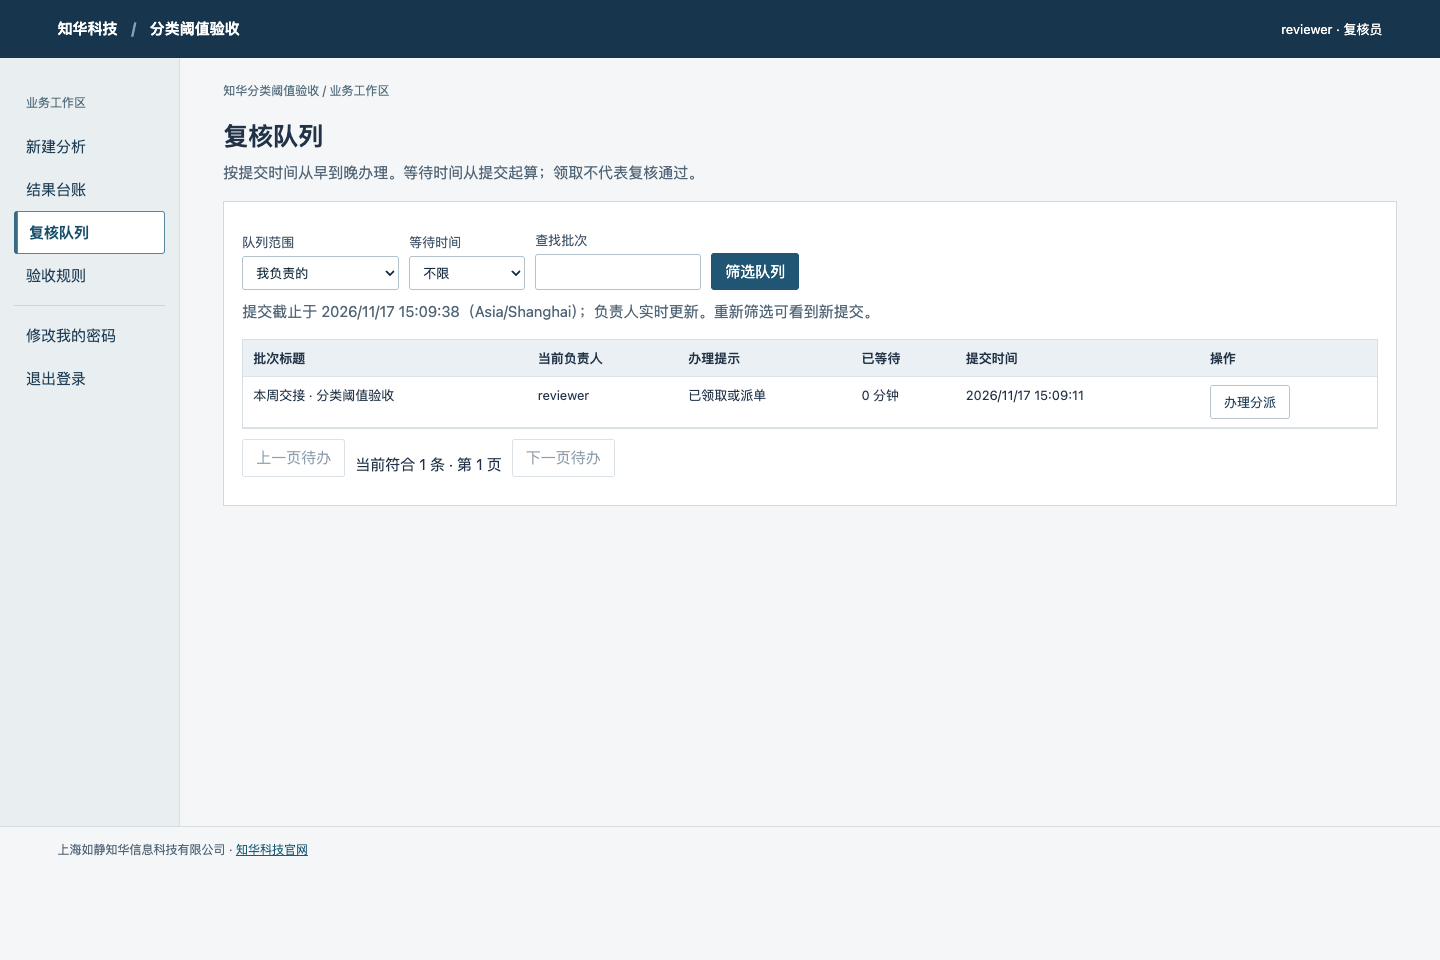 知华科技 / 分类阈值验收
reviewer · 复核员
业务工作区
新建分析
结果台账
复核队列
验收规则
修改我的密码
退出登录
知华分类阈值验收 / 业务工作区
复核队列
按提交时间从早到晚办理。等待时间从提交起算；领取不代表复核通过。
队列范围 等待时间 查找批次
我负责的 不限 筛选队列
提交截止于 2026/11/17 15:09:38（Asia/Shanghai）；负责人实时更新。重新筛选可看到新提交。
批次标题 当前负责人 办理提示 已等待 提交时间 操作
本周交接 · 分类阈值验收 reviewer 已领取或派单 0 分钟 2026/11/17 15:09:11 办理分派
上一页待办 当前符合 1 条 · 第 1 页 下一页待办
上海如静知华信息科技有限公司 · 知华科技官网